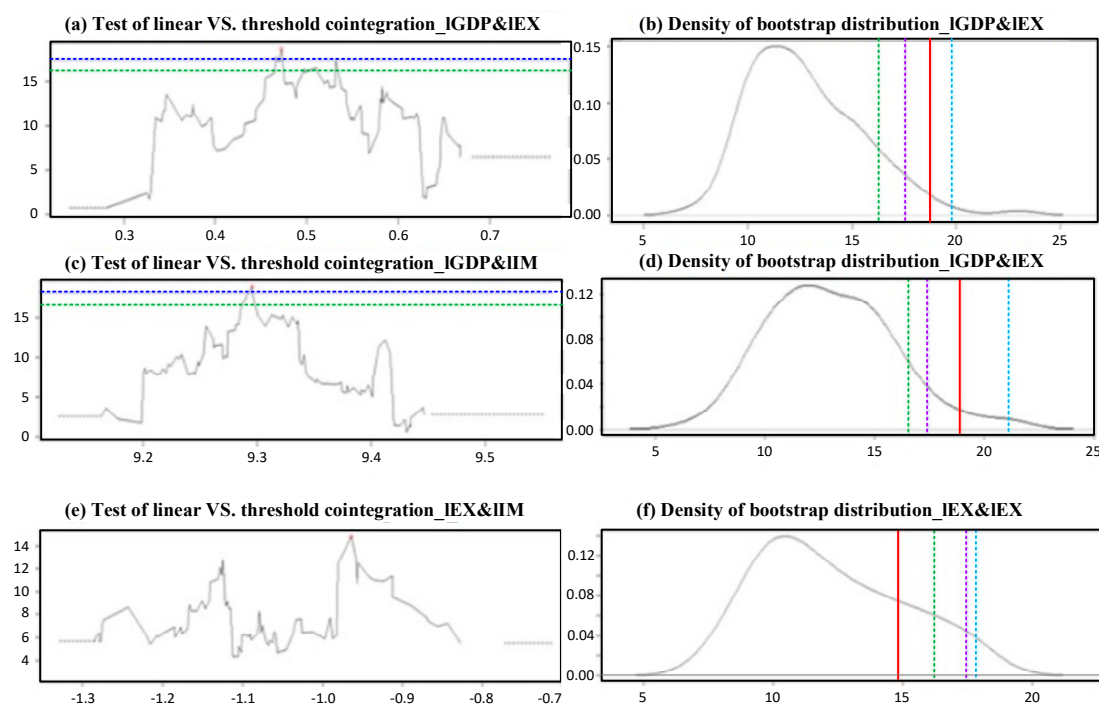 (a) Test of linear VS. threshold cointegration_lGDP&lEX
15
10
5
0
0.3 0.4 0.5 0.6 0.7
(b) Density of bootstrap distribution_lGDP&lEX
0.15
0.10
0.05
0.00
5 10 15 20 25
(c) Test of linear VS. threshold cointegration_lGDP&lIM
15
10
5
0
9.2 9.3 9.4 9.5
(d) Density of bootstrap distribution_lGDP&lEX
0.12
0.08
0.04
0.00
5 10 15 20 25
(e) Test of linear VS. threshold cointegration_lEX&lIM
14
12
10
8
6
4
-1.3 -1.1 -1.0 -0.9 -0.8 -0.7
(f) Density of bootstrap distribution_lEX&lEX
0.12
0.08
0.04
0.00
5 10 15 20